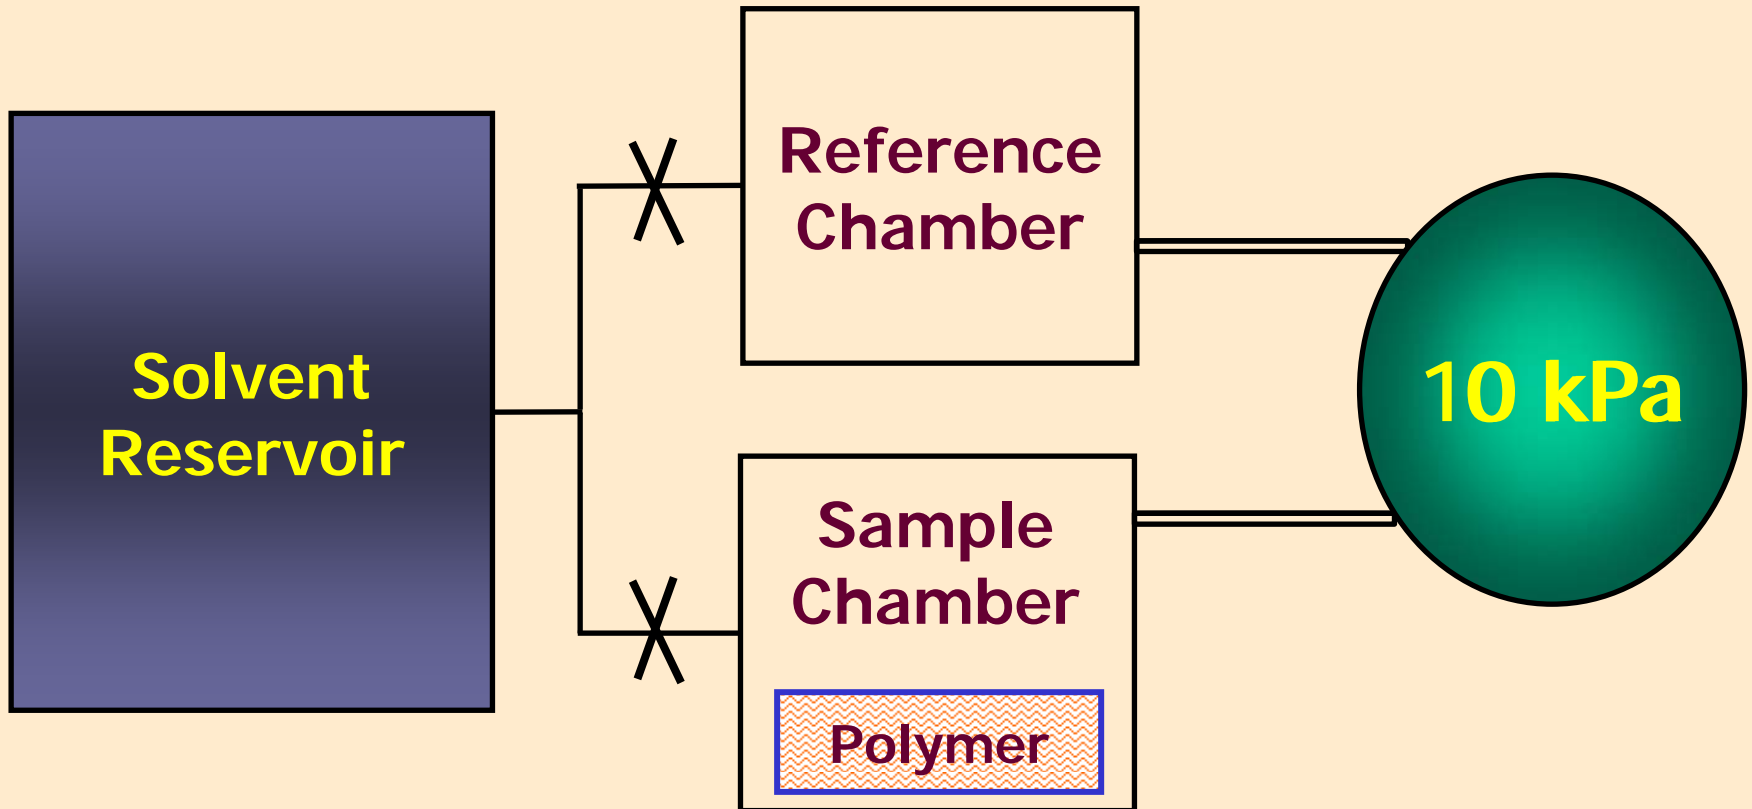 Solvent
Reservoir
Reference
Chamber
Sample
Chamber
Polymer
10 kPa